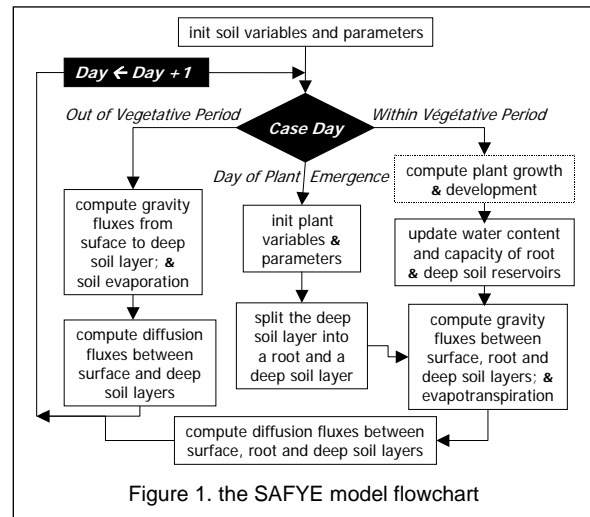 init soil variables and parameters
Day ← Day +1
Out of Vegetative Period
Within Végétative Period
Case Day
Day of Plant Emergence
compute plant growth
& development
compute gravity
fluxes from
suface to deep
soil layer; &
soil evaporation
init plant
variables &
parameters
update water content
and capacity of root
& deep soil reservoirs
compute diffusion
fluxes between
surface and deep
soil layers
split the deep
soil layer into
a root and a
deep soil layer
compute gravity
fluxes between
surface, root and
deep soil layers; &
evapotranspiration
compute diffusion fluxes between
surface, root and deep soil layers
Figure 1. the SAFYE model flowchart